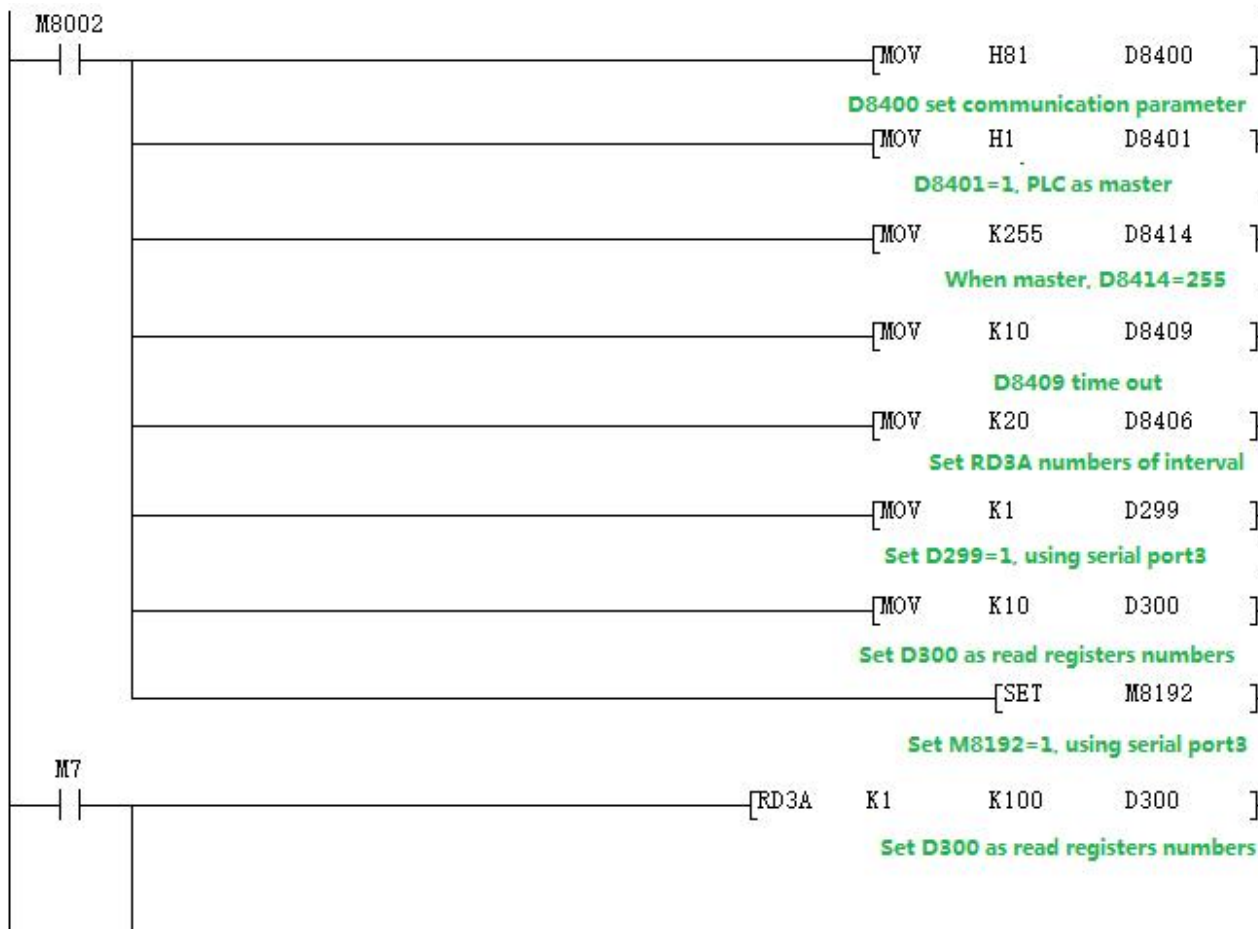 M8002
[MOV H81 D8400 ]
D8400 set communication parameter
[MOV H1 D8401 ]
D8401=1, PLC as master
[MOV K255 D8414 ]
When master, D8414=255
[MOV K10 D8409 ]
D8409 time out
[MOV K20 D8406 ]
Set RD3A numbers of interval
[MOV K1 D299 ]
Set D299=1, using serial port3
[MOV K10 D300 ]
Set D300 as read registers numbers
[SET M8192 ]
Set M8192=1, using serial port3
M7
[RD3A K1 K100 D300 ]
Set D300 as read registers numbers